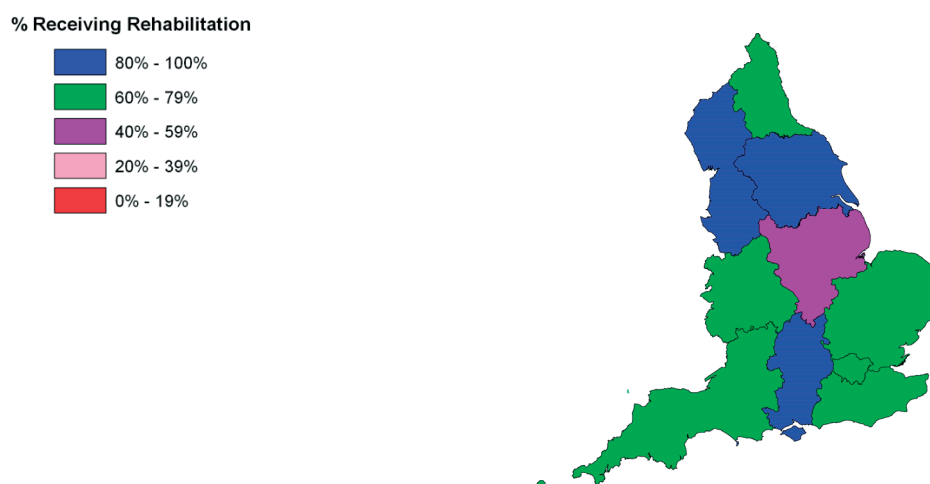 % Receiving Rehabilitation
80% - 100%
60% - 79%
40% - 59%
20% - 39%
0% - 19%